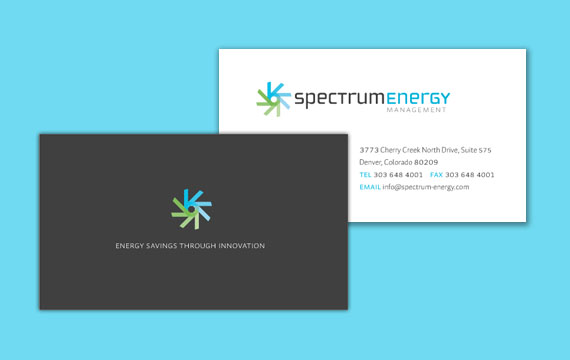 spectrumEnergy
MANAGEMENT
3773 Cherry Creek North Drive, Suite 575
Denver, Colorado 80209
TEL 303 648 4001 FAX 303 648 4001
EMAIL info@spectrum-energy.com
ENERGY SAVINGS THROUGH INNOVATION